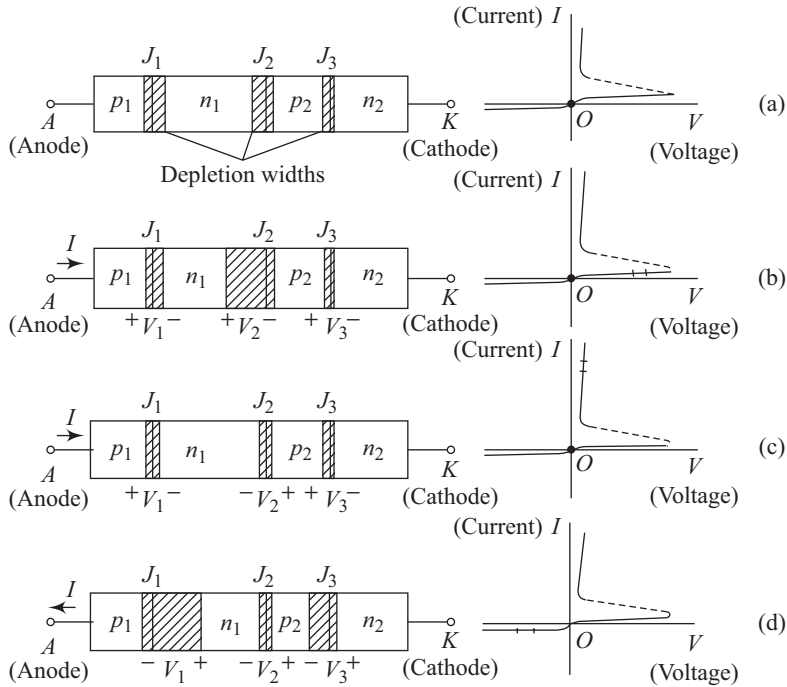 (Current) I
J1 J2 J3
p1 n1 p2 n2
A K O V (a)
(Anode) (Cathode) (Voltage)
Depletion widths
(Current) I
J1 J2 J3
I
p1 n1 p2 n2
A K O V (b)
(Anode) + V1 − + V2 − + V3 − (Cathode) (Voltage)
(Current) I
J1 J2 J3
I
p1 n1 p2 n2
A K O V (c)
(Anode) + V1 − − V2 + + V3 − (Cathode) (Voltage)
(Current) I
J1 J2 J3
I
p1 n1 p2 n2
A K O V (d)
(Anode) − V1 + − V2 + − V3 + (Cathode) (Voltage)